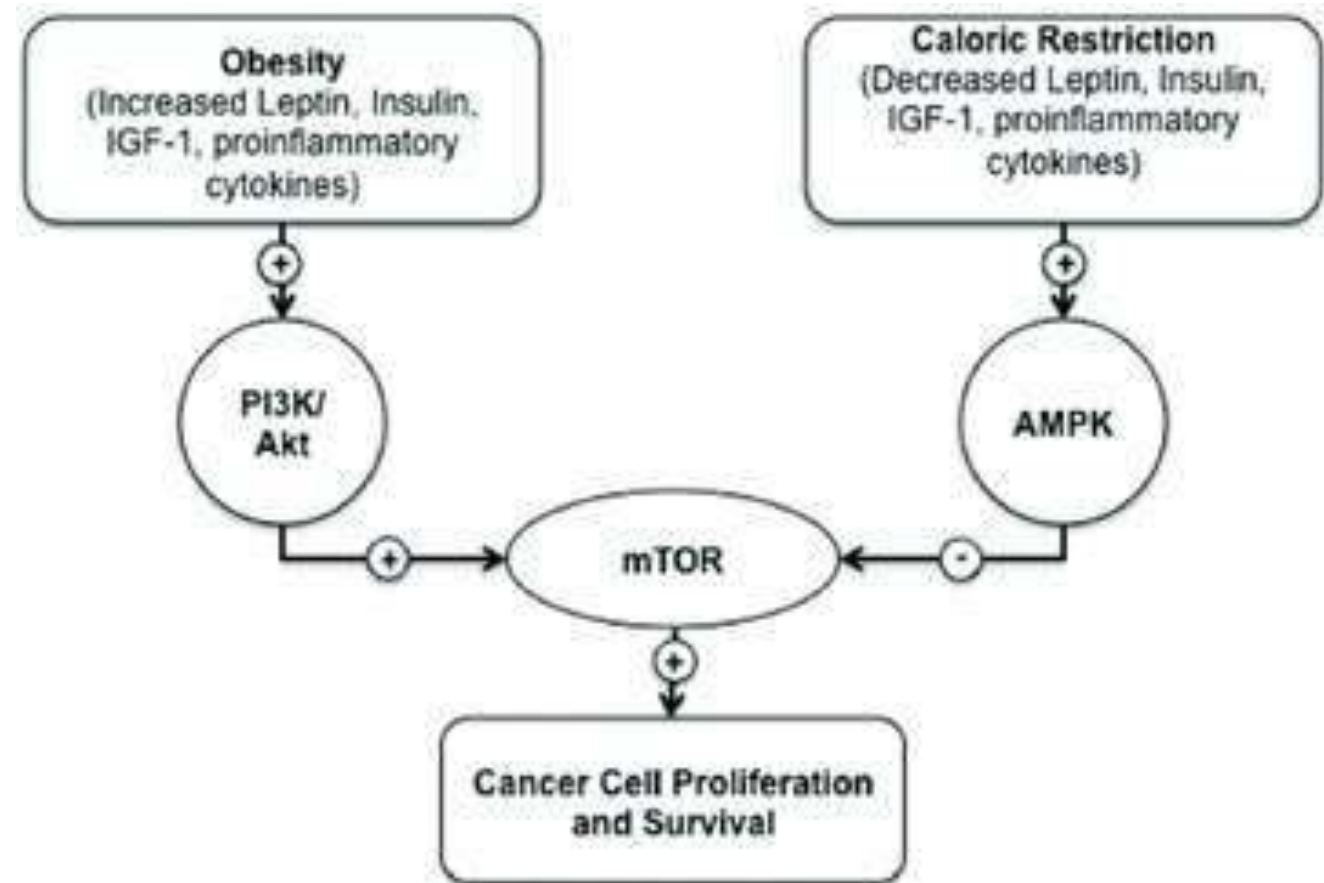 Obesity
(Increased Leptin, Insulin,
IGF-1, proinflammatory
cytokines)
Caloric Restriction
(Decreased Leptin, Insulin,
IGF-1, proinflammatory
cytokines)
+
+
PI3K/
Akt
AMPK
+
mTOR
-
+
Cancer Cell Proliferation
and Survival